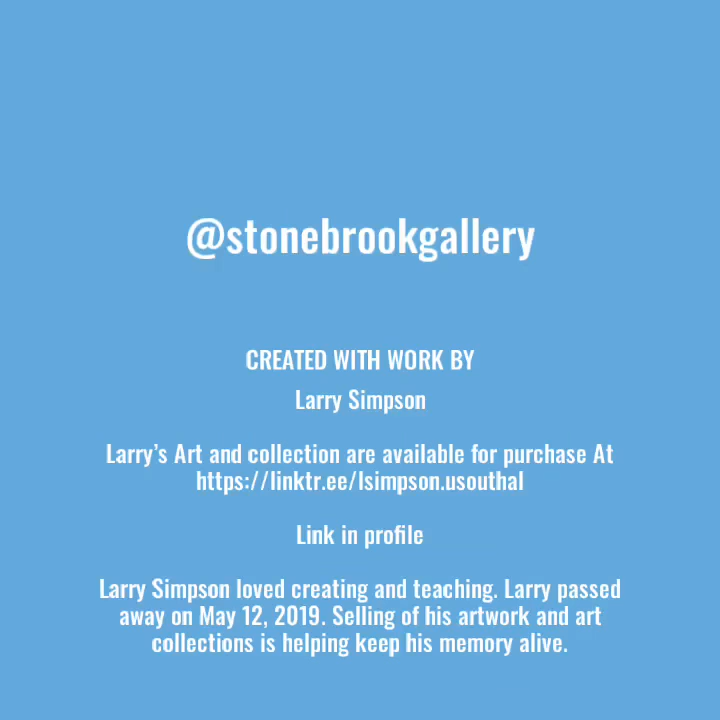 @stonebrookgallery
CREATED WITH WORK BY
Larry Simpson
Larry’s Art and collection are available for purchase At
https://linktr.ee/lsimpson.usouthal
Link in profile
Larry Simpson loved creating and teaching. Larry passed
away on May 12, 2019. Selling of his artwork and art
collections is helping keep his memory alive.